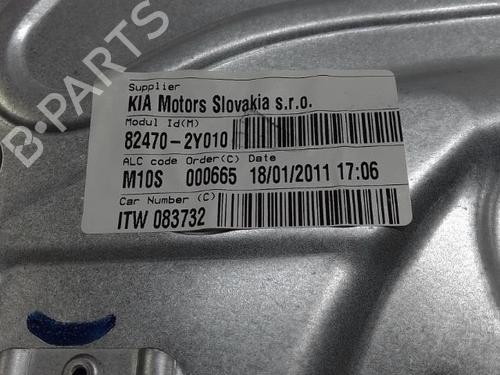 Supplier
KIA Motors Slovakia s.r.o.
Modul Id(M)
82470-2Y010
ALC code Order(C) Date
M10S 000665 18/01/2011 17:06
Car Number (C)
ITW 083732
B-PARTS